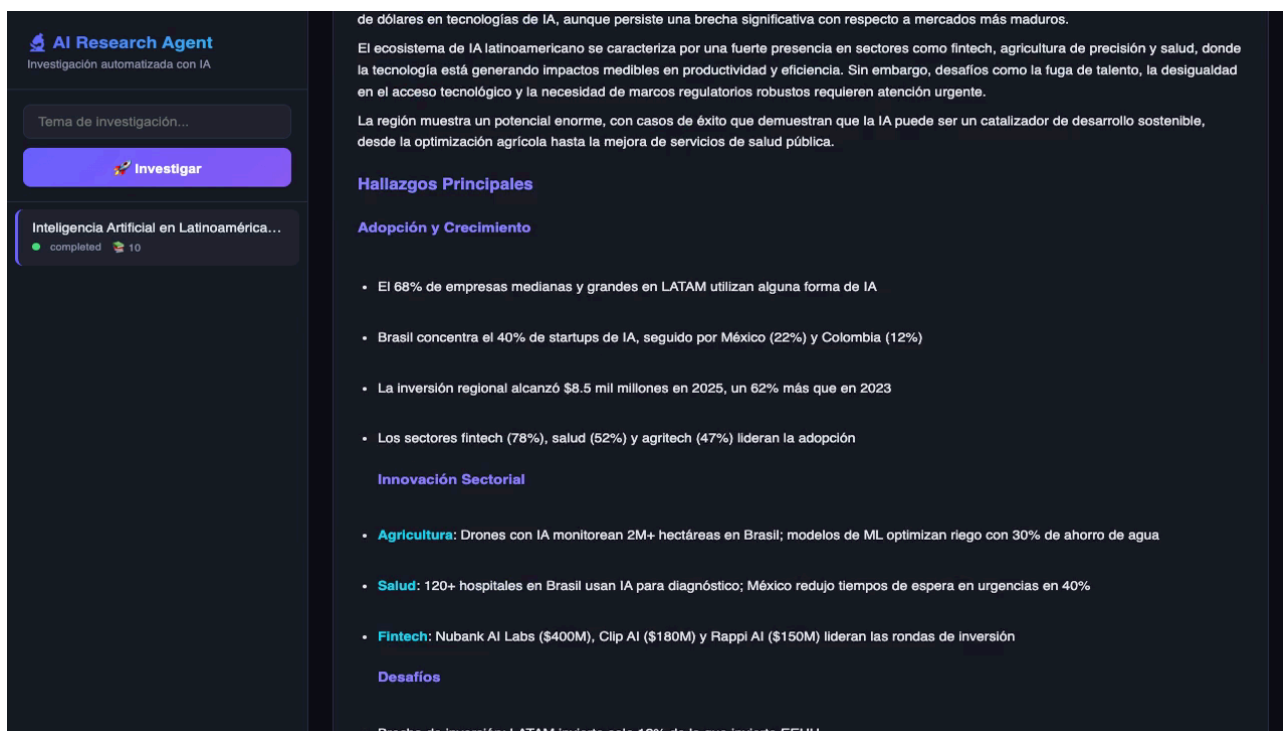 AI Research Agent
Investigación automatizada con IA
Tema de investigación...
🚀 Investigar
Inteligencia Artificial en Latinoamérica...
completed 📚 10
de dólares en tecnologías de IA, aunque persiste una brecha significativa con respecto a mercados más maduros.
El ecosistema de IA latinoamericano se caracteriza por una fuerte presencia en sectores como fintech, agricultura de precisión y salud, donde
la tecnología está generando impactos medibles en productividad y eficiencia. Sin embargo, desafíos como la fuga de talento, la desigualdad
en el acceso tecnológico y la necesidad de marcos regulatorios robustos requieren atención urgente.
La región muestra un potencial enorme, con casos de éxito que demuestran que la IA puede ser un catalizador de desarrollo sostenible,
desde la optimización agrícola hasta la mejora de servicios de salud pública.
Hallazgos Principales
Adopción y Crecimiento
• El 68% de empresas medianas y grandes en LATAM utilizan alguna forma de IA
• Brasil concentra el 40% de startups de IA, seguido por México (22%) y Colombia (12%)
• La inversión regional alcanzó $8.5 mil millones en 2025, un 62% más que en 2023
• Los sectores fintech (78%), salud (52%) y agritech (47%) lideran la adopción
Innovación Sectorial
• Agricultura: Drones con IA monitorean 2M+ hectáreas en Brasil; modelos de ML optimizan riego con 30% de ahorro de agua
• Salud: 120+ hospitales en Brasil usan IA para diagnóstico; México redujo tiempos de espera en urgencias en 40%
• Fintech: Nubank AI Labs ($400M), Clip AI ($180M) y Rappi AI ($150M) lideran las rondas de inversión
Desafíos